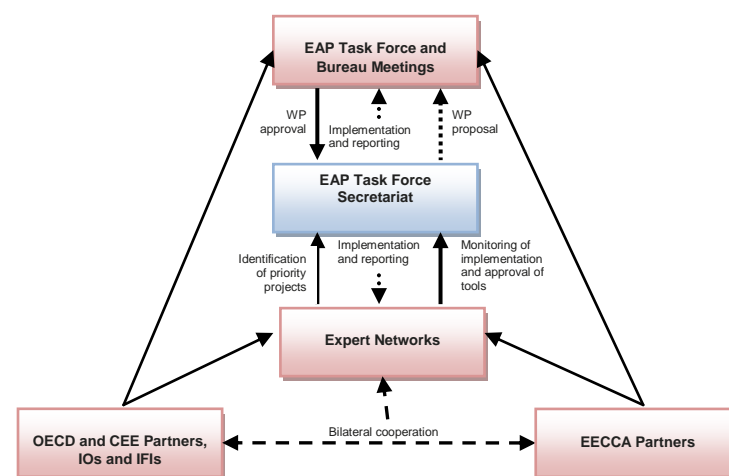 EAP Task Force and
Bureau Meetings
WP
approval
Implementation
and reporting
WP
proposal
EAP Task Force
Secretariat
Identification
of priority
projects
Implementation
and reporting
Monitoring of
implementation
and approval of
tools
Expert Networks
Bilateral cooperation
OECD and CEE Partners,
IOs and IFIs
EECCA Partners